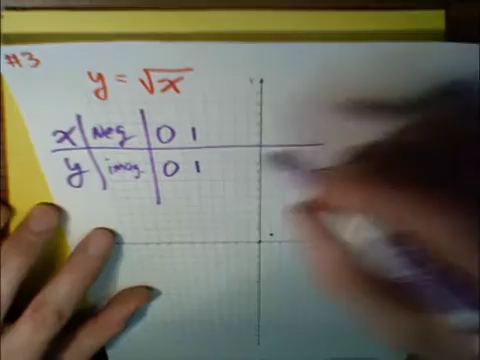 #3
y = √x
x | Neg | 0 1
y | imag | 0 1
Y